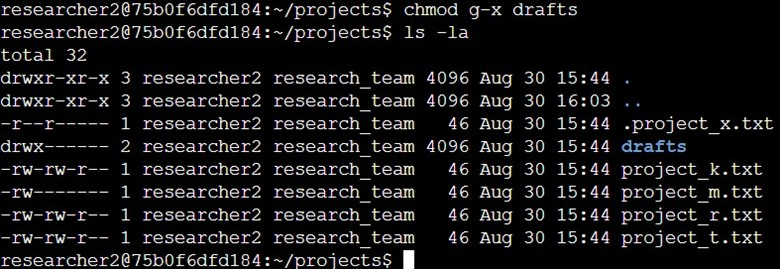 researcher2@75b0f6dfd184:~/projects$ chmod g-x drafts
researcher2@75b0f6dfd184:~/projects$ ls -la
total 32
drwxr-xr-x 3 researcher2 research_team 4096 Aug 30 15:44 .
drwxr-xr-x 3 researcher2 research_team 4096 Aug 30 16:03 ..
-r--r----- 1 researcher2 research_team   46 Aug 30 15:44 .project_x.txt
drwx------ 2 researcher2 research_team 4096 Aug 30 15:44 drafts
-rw-rw-r-- 1 researcher2 research_team   46 Aug 30 15:44 project_k.txt
-rw------- 1 researcher2 research_team   46 Aug 30 15:44 project_m.txt
-rw-rw-r-- 1 researcher2 research_team   46 Aug 30 15:44 project_r.txt
-rw-rw-r-- 1 researcher2 research_team   46 Aug 30 15:44 project_t.txt
researcher2@75b0f6dfd184:~/projects$